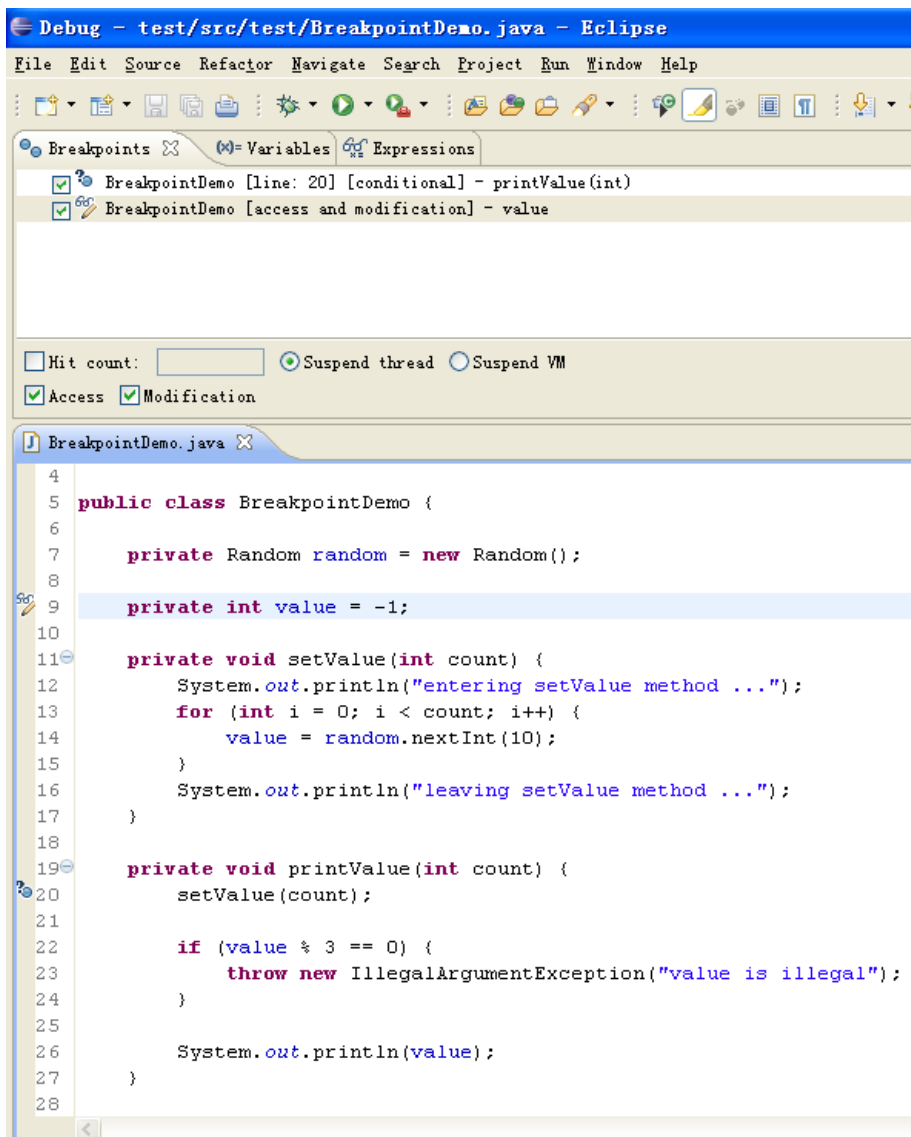 Debug - test/src/test/BreakpointDemo.java - Eclipse
File Edit Source Refactor Navigate Search Project Run Window Help
Breakpoints (x)= Variables Expressions
BreakpointDemo [line: 20] [conditional] - printValue(int)
BreakpointDemo [access and modification] - value
Hit count: Suspend thread Suspend VM
Access Modification
BreakpointDemo.java
4
5 public class BreakpointDemo {
6
7 private Random random = new Random();
8
9 private int value = -1;
10
11 private void setValue(int count) {
12 System.out.println("entering setValue method ...");
13 for (int i = 0; i < count; i++) {
14 value = random.nextInt(10);
15 }
16 System.out.println("leaving setValue method ...");
17 }
18
19 private void printValue(int count) {
20 setValue(count);
21
22 if (value % 3 == 0) {
23 throw new IllegalArgumentException("value is illegal");
24 }
25
26 System.out.println(value);
27 }
28